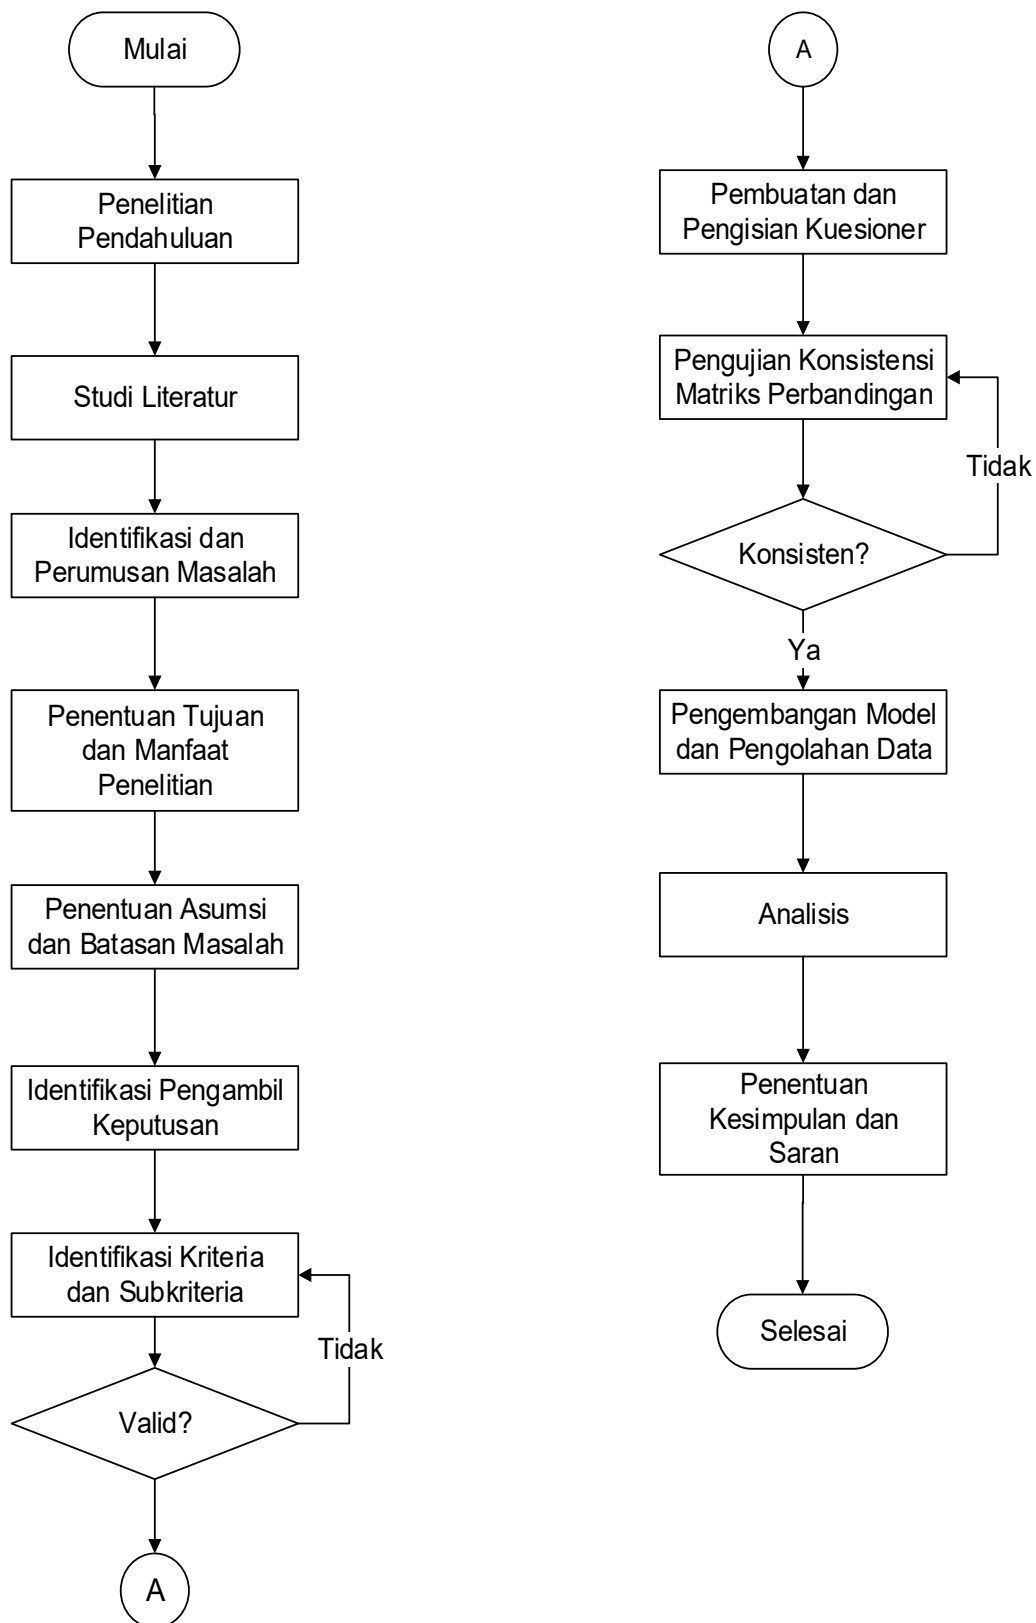 Mulai
Penelitian
Pendahuluan
Studi Literatur
Identifikasi dan
Perumusan Masalah
Penentuan Tujuan
dan Manfaat
Penelitian
Penentuan Asumsi
dan Batasan Masalah
Identifikasi Pengambil
Keputusan
Identifikasi Kriteria
dan Subkriteria
Tidak
Valid?
A
A
Pembuatan dan
Pengisian Kuesioner
Pengujian Konsistensi
Matriks Perbandingan
Tidak
Konsisten?
Ya
Pengembangan Model
dan Pengolahan Data
Analisis
Penentuan
Kesimpulan dan
Saran
Selesai